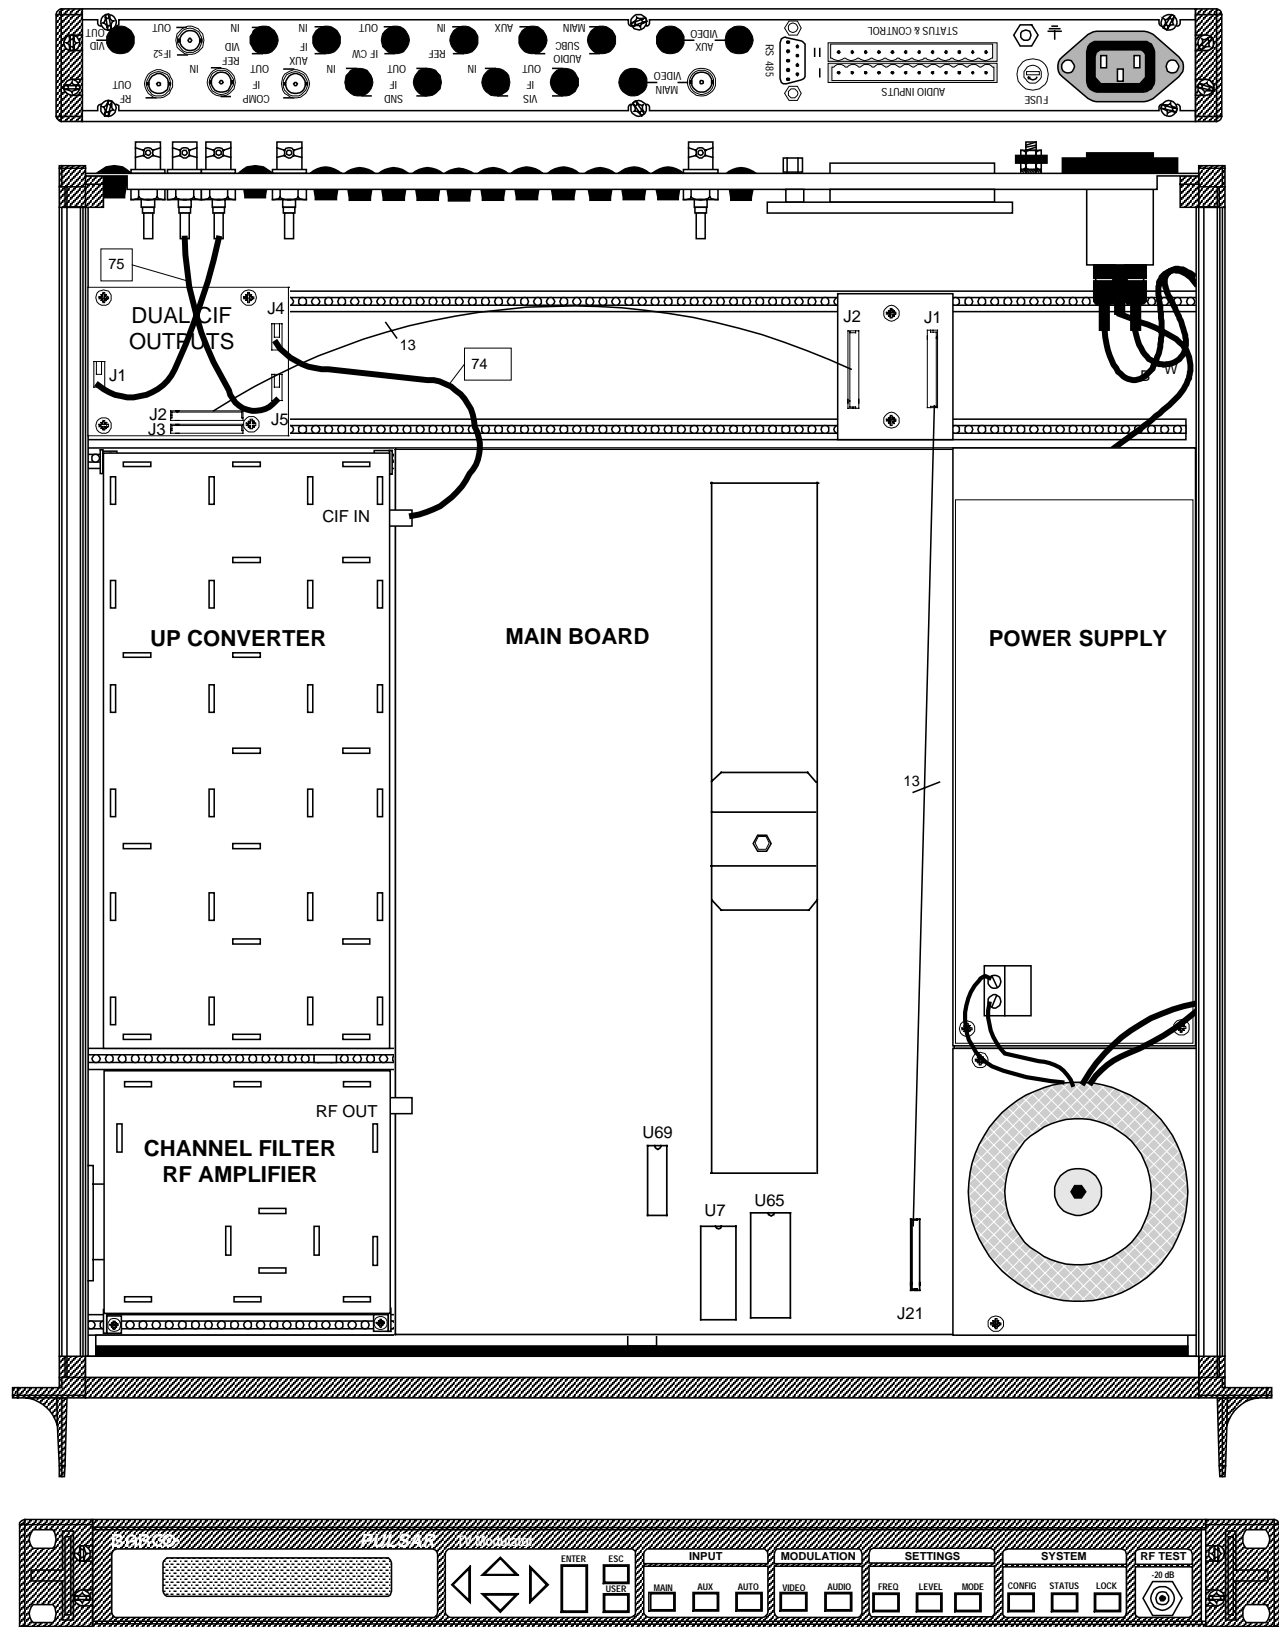 OUT VID
OUT IFs2
IN VID REF
IN IF AUX
OUT IF CW
IN REF
AUX
MAIN SUBC AUDIO
AUX VIDEO
RS 485
II
I
STATUS & CONTROL
OUT RF
IN
OUT IF COMP
IN
OUT IF SND
IN
OUT IF VIS
MAIN VIDEO
AUDIO INPUTS
FUSE
75
DUAL CIF
OUTPUTS
J4
J1
J2
J3
J5
13
74
J2
J1
B
W
CIF IN
UP CONVERTER
MAIN BOARD
POWER SUPPLY
13
RF OUT
CHANNEL FILTER
RF AMPLIFIER
U69
U7
U65
J21
BARCO
PULSAR TV Modulator
ENTER
ESC
USER
INPUT
MAIN AUX AUTO
MODULATION
VIDEO AUDIO
SETTINGS
FREQ LEVEL MODE
SYSTEM
CONFIG STATUS LOCK
RF TEST
-20 dB